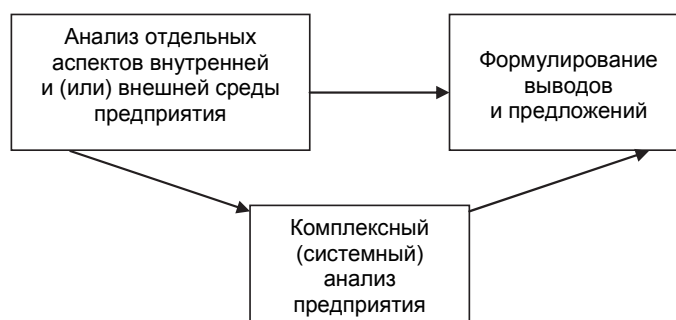 Анализ отдельных
аспектов внутренней
и (или) внешней среды
предприятия
Формулирование
выводов
и предложений
Комплексный
(системный)
анализ
предприятия